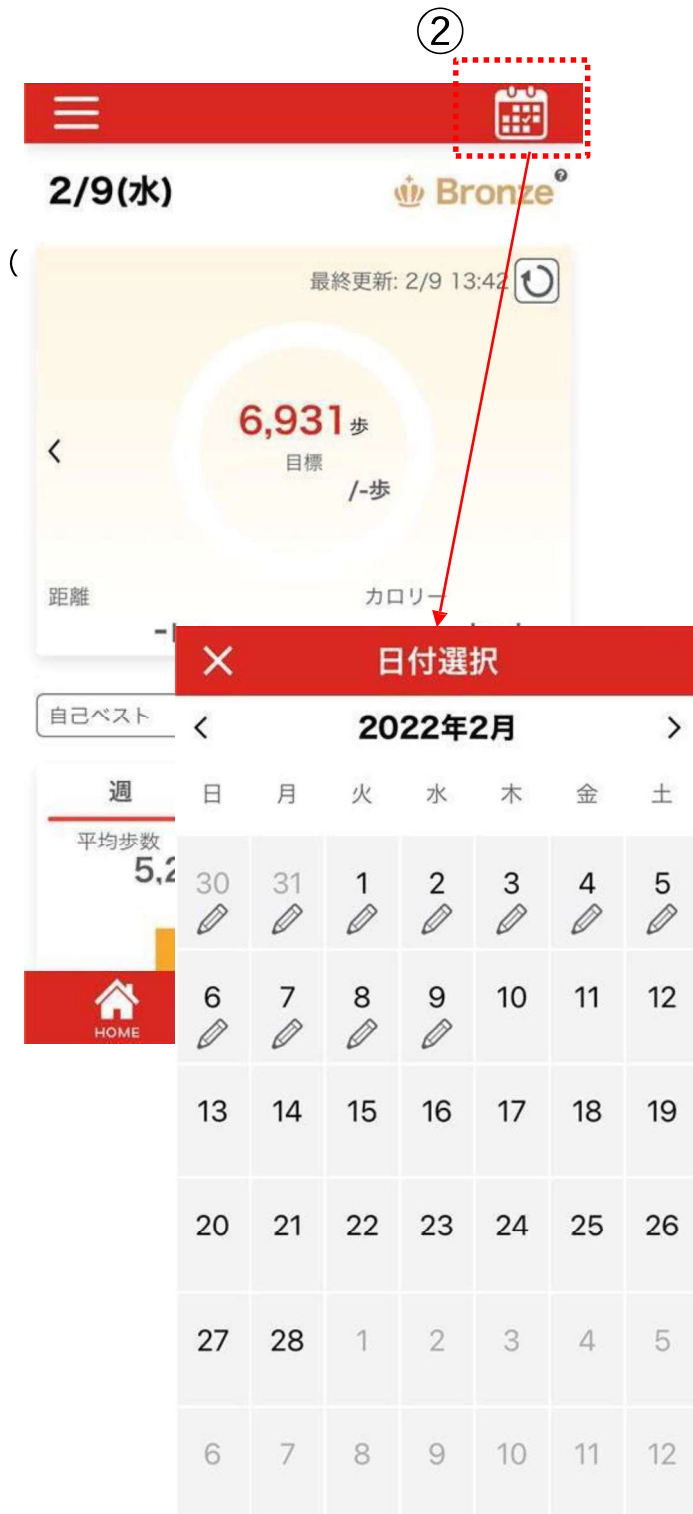 ②
2/9(水) Bronze
(
最終更新: 2/9 13:42
6,931歩
目標
/-歩
距離 カロリー
自己ベスト
週
平均歩数
5,2
HOME
日付選択
2022年2月
日 月 火 水 木 金 土
30 31 1 2 3 4 5
6 7 8 9 10 11 12
13 14 15 16 17 18 19
20 21 22 23 24 25 26
27 28 1 2 3 4 5
6 7 8 9 10 11 12